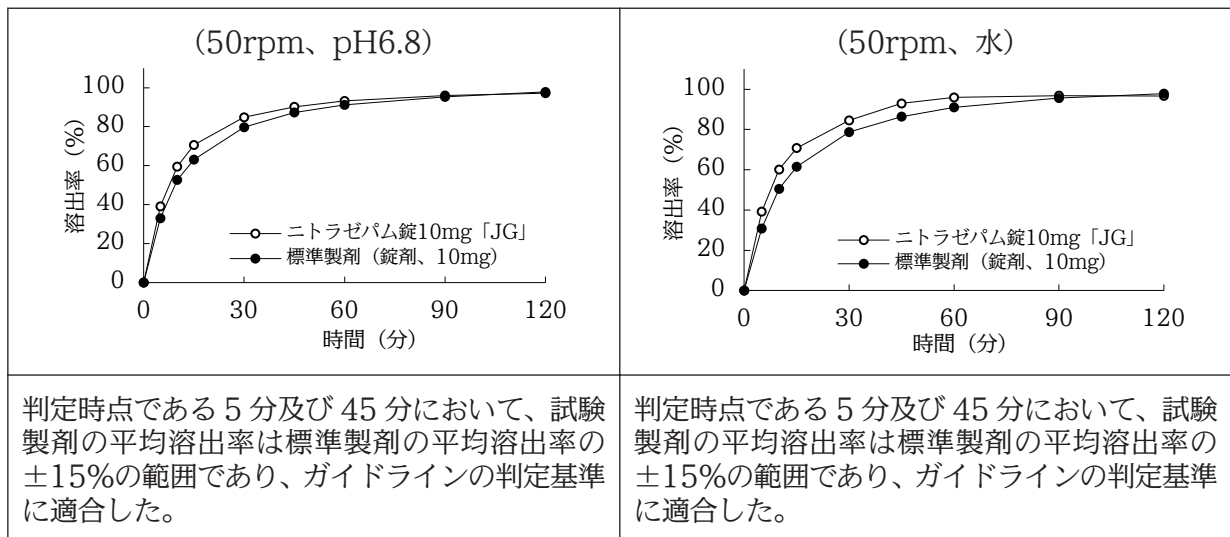 (50rpm、pH6.8)
溶出率 (%)
100
80
60
40
20
0
ニトラゼパム錠10mg「JG」
標準製剤(錠剤、10mg)
0 30 60 90 120
時間(分)
判定時点である 5 分及び 45 分において、試験
製剤の平均溶出率は標準製剤の平均溶出率の
±15%の範囲であり、ガイドラインの判定基準
に適合した。
(50rpm、水)
溶出率 (%)
100
80
60
40
20
0
ニトラゼパム錠10mg「JG」
標準製剤(錠剤、10mg)
0 30 60 90 120
時間(分)
判定時点である 5 分及び 45 分において、試験
製剤の平均溶出率は標準製剤の平均溶出率の
±15%の範囲であり、ガイドラインの判定基準
に適合した。